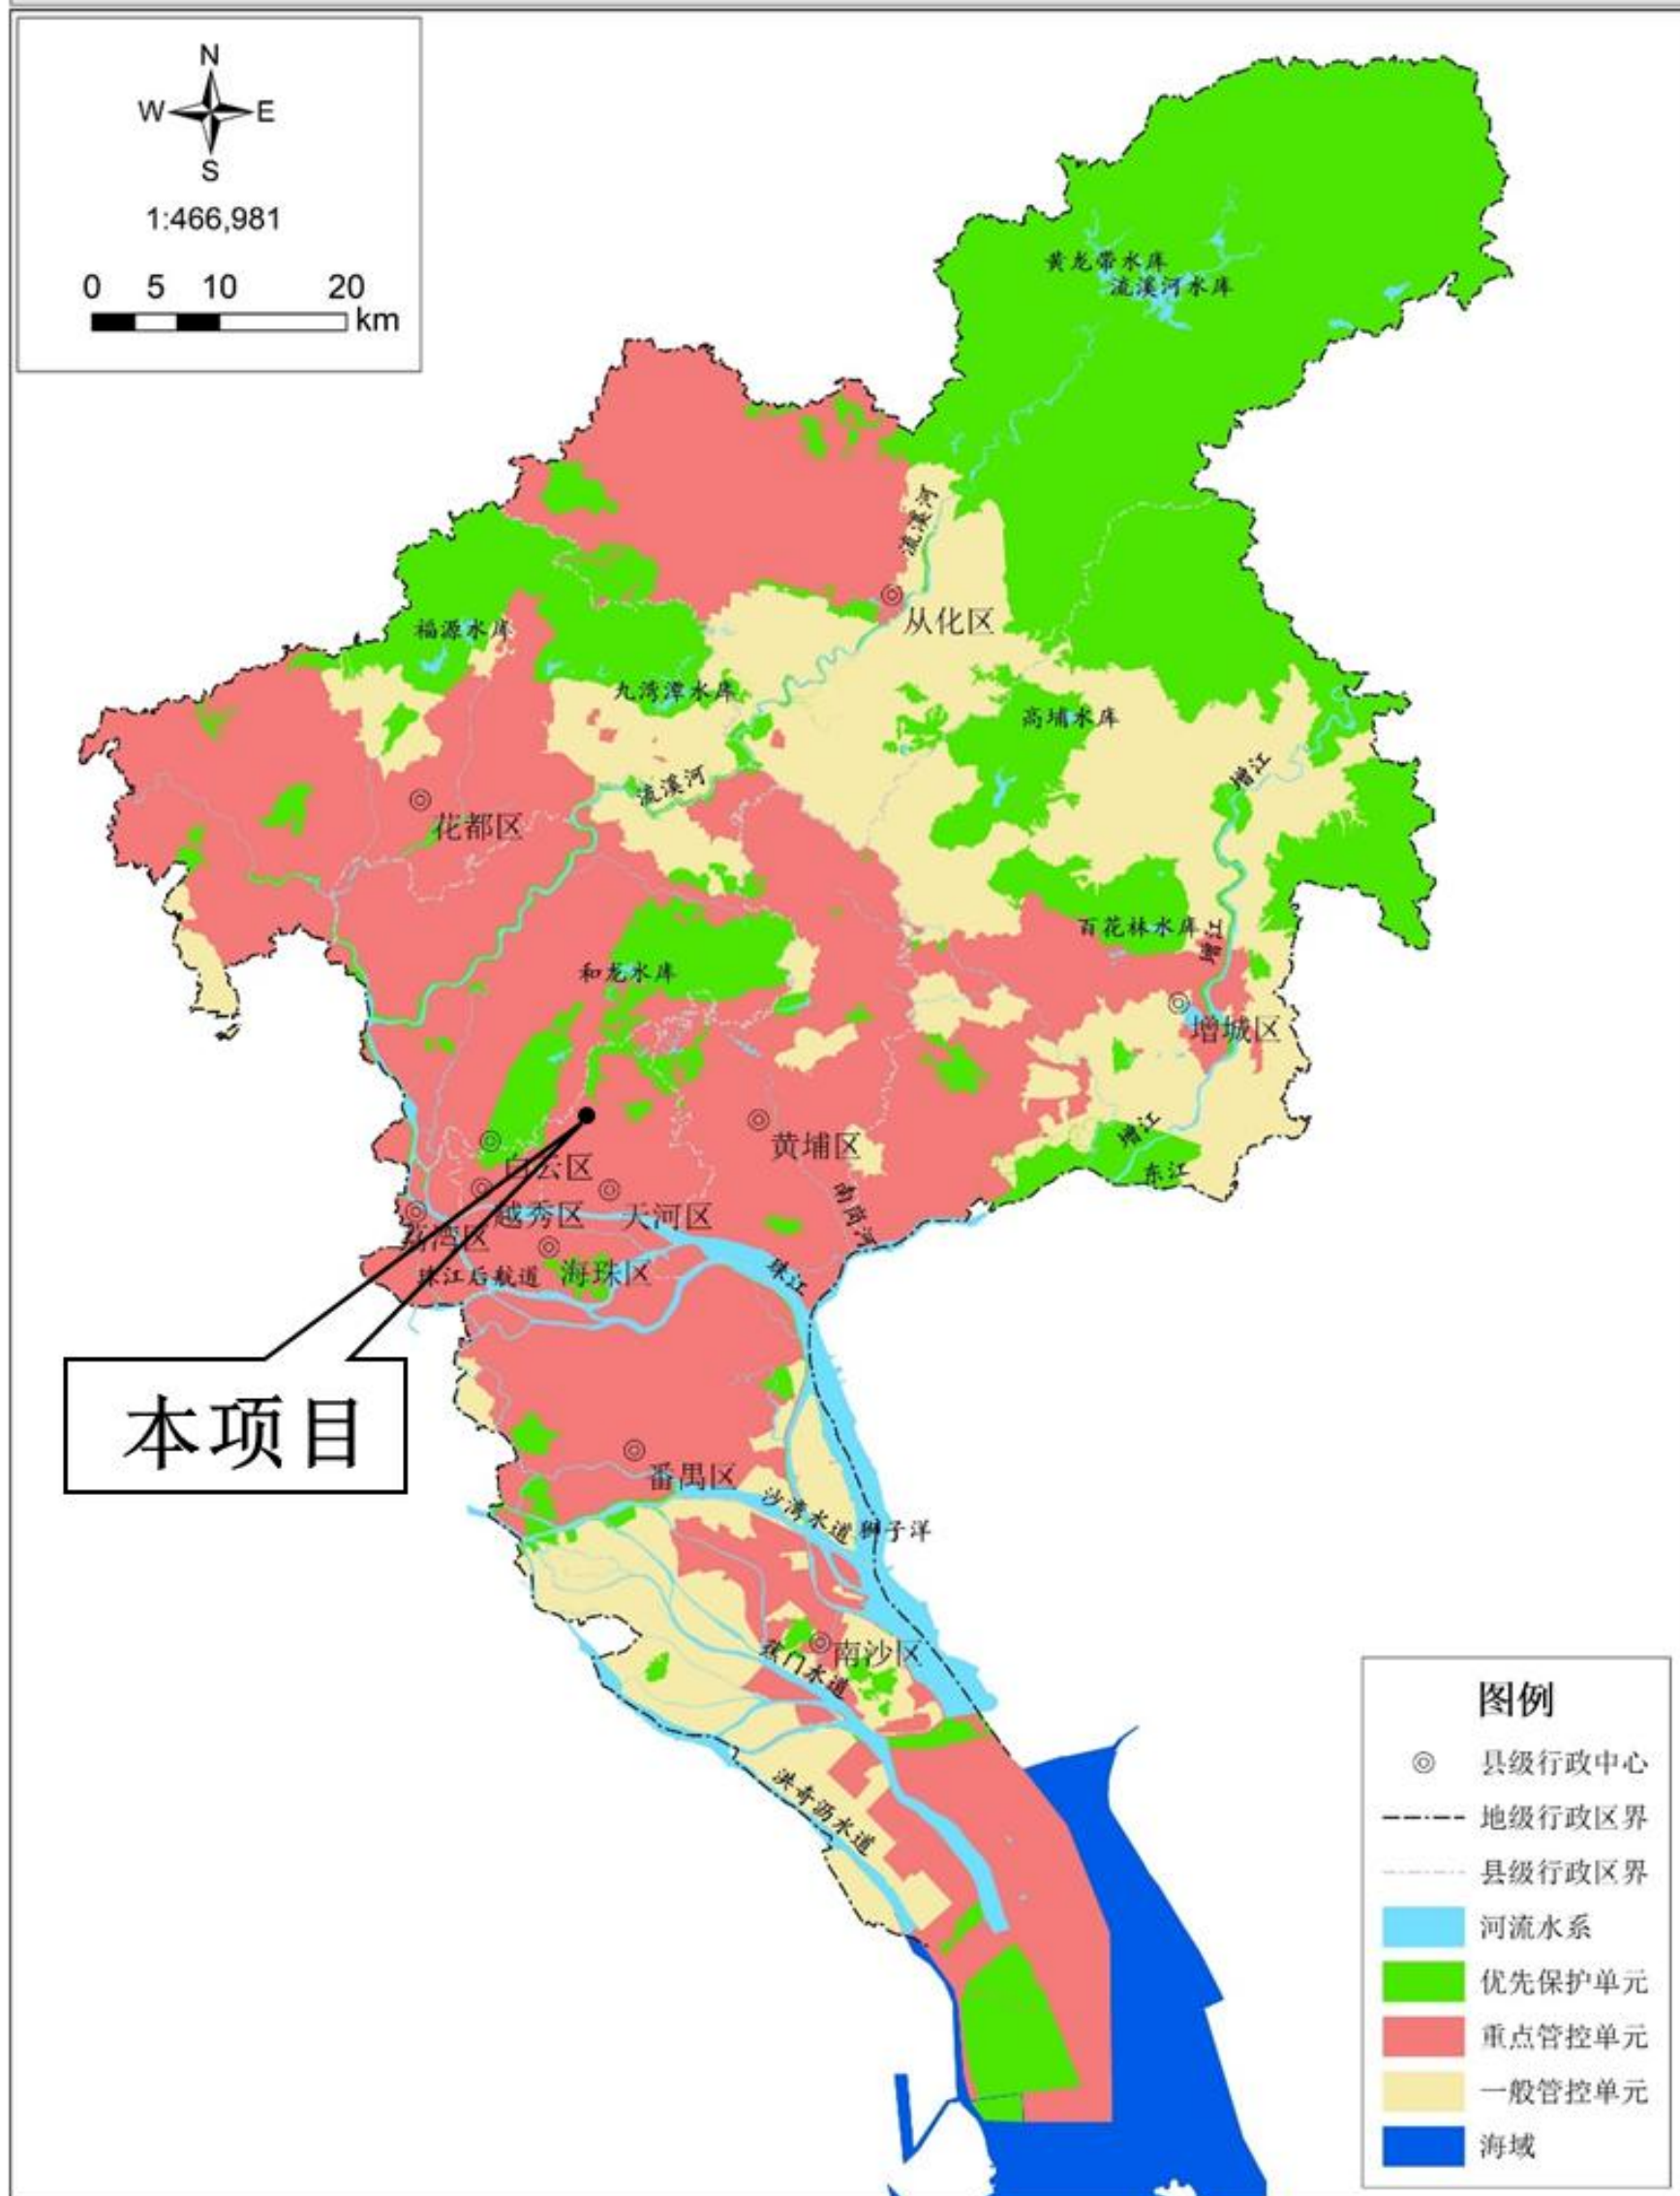 N
W E
S
1:466,981
0 5 10 20
km
黄龙带水库
流溪河水库
流溪河
从化区
福源水库
九湾潭水库
高埔水库
增江
流溪河
花都区
百花林水库
增江
和龙水库
增城区
增江
黄埔区
白云区
东江
越秀区
天河区
南岗河
荔湾区
海珠区
珠江
珠江后航道
本项目
番禺区
沙湾水道
狮子洋
南沙区
蕉门水道
洪奇沥水道
图例
县级行政中心
地级行政区界
县级行政区界
河流水系
优先保护单元
重点管控单元
一般管控单元
海域